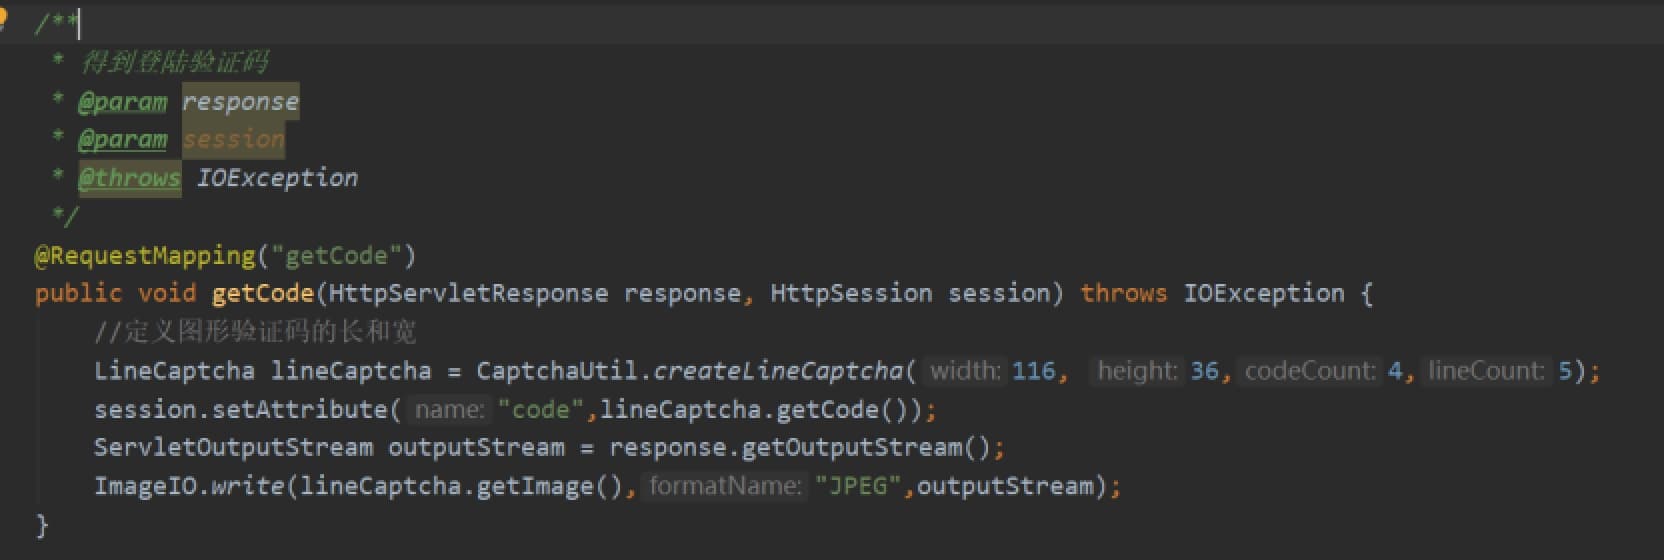 /**
* 得到登陆验证码
* @param response
* @param session
* @throws IOException
*/
@RequestMapping("getCode")
public void getCode(HttpServletResponse response, HttpSession session) throws IOException {
//定义图形验证码的长和宽
LineCaptcha lineCaptcha = CaptchaUtil.createLineCaptcha( width: 116, height: 36, codeCount: 4, lineCount: 5);
session.setAttribute( name: "code",lineCaptcha.getCode());
ServletOutputStream outputStream = response.getOutputStream();
ImageIO.write(lineCaptcha.getImage(), formatName: "JPEG",outputStream);
}